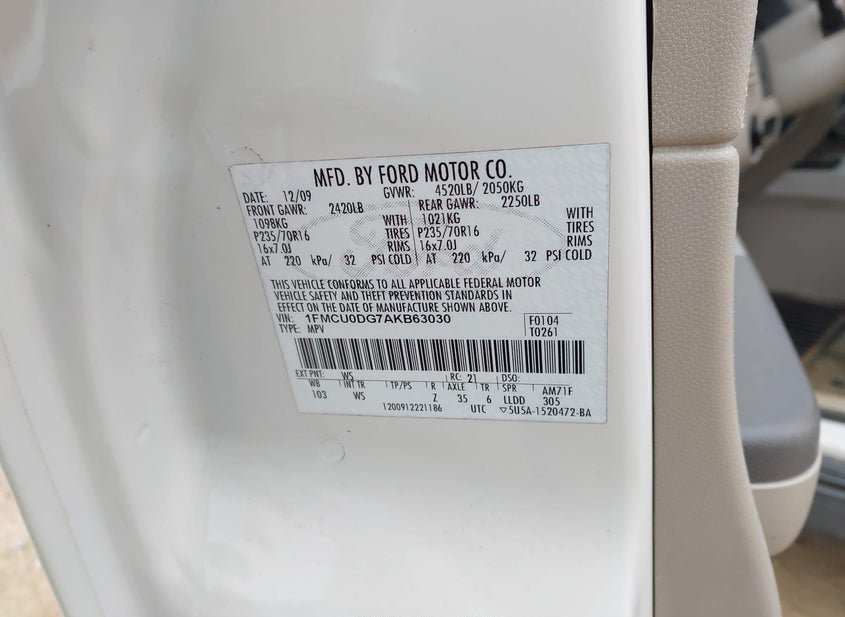 MFD. BY FORD MOTOR CO.
DATE: 12/09 GVWR: 4520LB/ 2050KG
FRONT GAWR: 2420LB REAR GAWR: 2250LB
1098KG WITH 1021KG WITH
P235/70R16 TIRES P235/70R16 TIRES
16x7.0J RIMS 16x7.0J RIMS
AT 220 kPa/ 32 PSI COLD AT 220 kPa/ 32 PSI COLD
THIS VEHICLE CONFORMS TO ALL APPLICABLE FEDERAL MOTOR
VEHICLE SAFETY AND THEFT PREVENTION STANDARDS IN
EFFECT ON THE DATE OF MANUFACTURE SHOWN ABOVE.
VIN: 1FMCU0DG7AKB63030 F0104
TYPE: MPV T0261
EXT PNT: WS RC: 21 DSO:
WB INT TR TP/PS R AXLE TR SPR AM71F
103 WS Z 35 6 LLDD 305
1200912221186 UTC ▽5U5A-1520472-BA
Ford